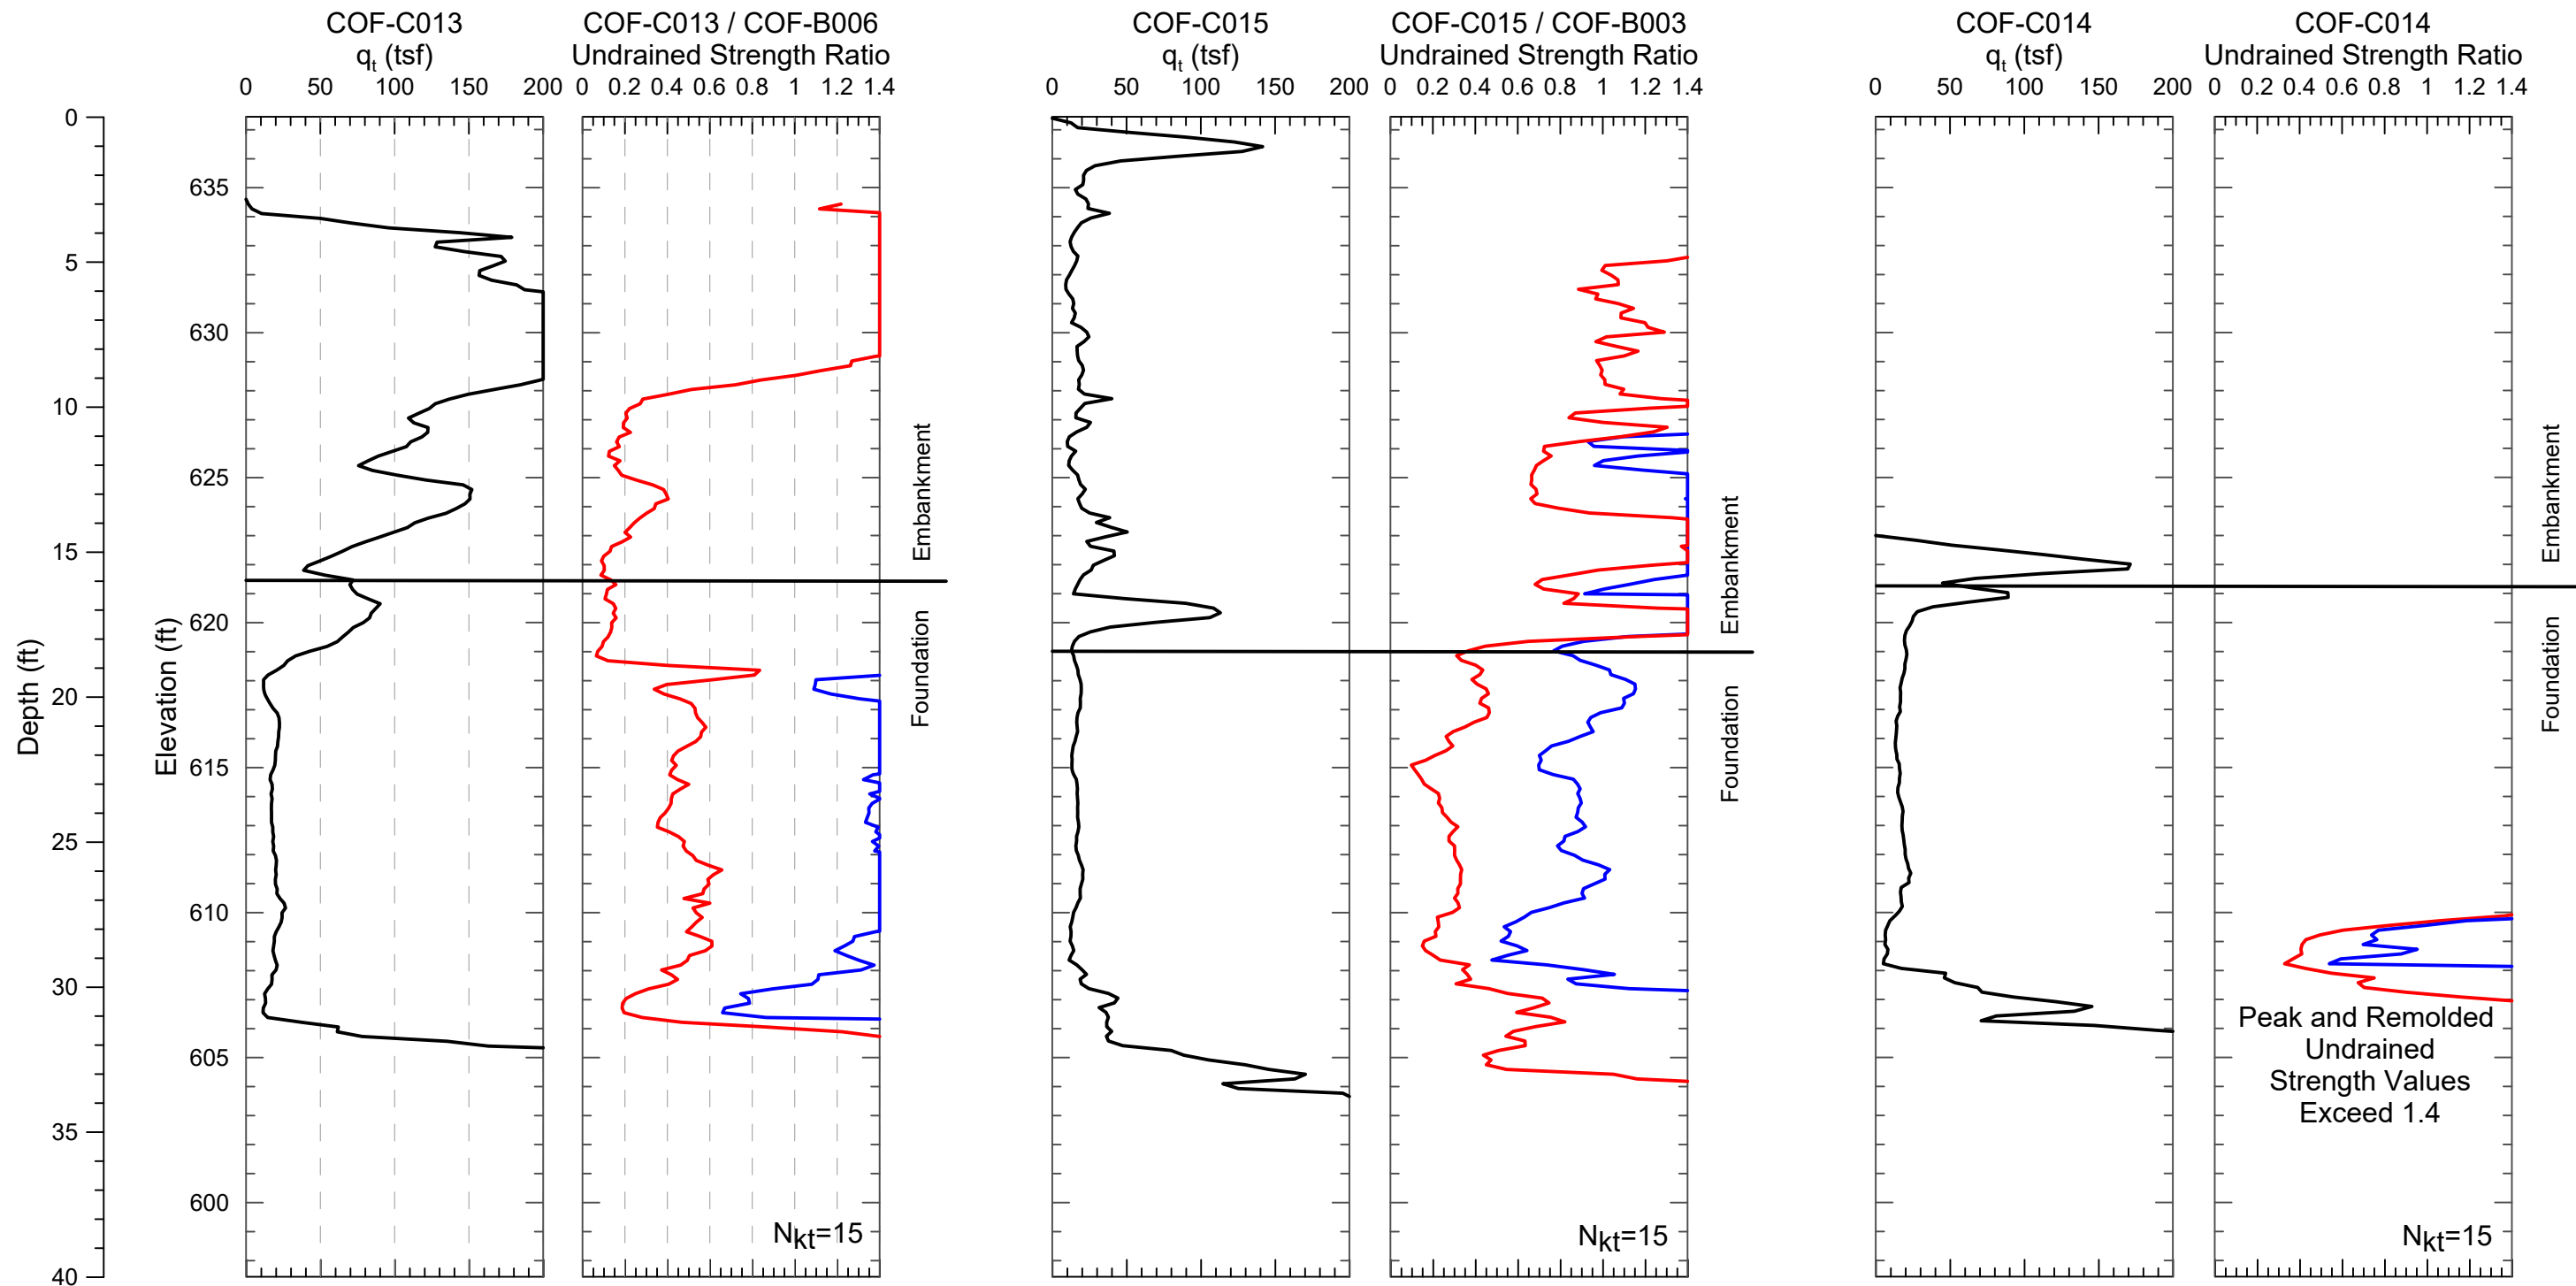 COF-C013
qt (tsf)
0 50 100 150 200
COF-C013 / COF-B006
Undrained Strength Ratio
0 0.2 0.4 0.6 0.8 1 1.2 1.4
COF-C015
qt (tsf)
0 50 100 150 200
COF-C015 / COF-B003
Undrained Strength Ratio
0 0.2 0.4 0.6 0.8 1 1.2 1.4
COF-C014
qt (tsf)
0 50 100 150 200
COF-C014
Undrained Strength Ratio
0 0.2 0.4 0.6 0.8 1 1.2 1.4
Depth (ft)
0
5
10
15
20
25
30
35
40
Elevation (ft)
635
630
625
620
615
610
605
600
Embankment
Foundation
Nkt=15
Embankment
Foundation
Nkt=15
Embankment
Foundation
Peak and Remolded
Undrained
Strength Values
Exceed 1.4
Nkt=15